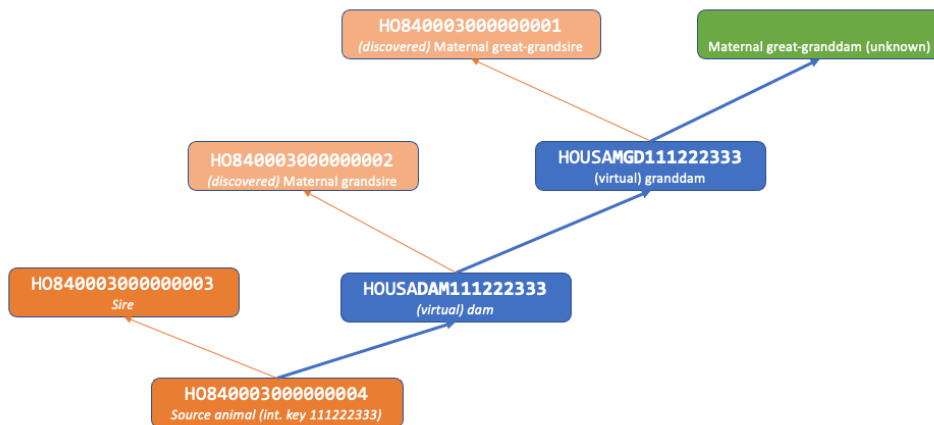 HO840003000000001
(discovered) Maternal great-grandsire
Maternal great-granddam (unknown)
HO840003000000002
(discovered) Maternal grandsire
HOUSAMGD111222333
(virtual) granddam
HO840003000000003
Sire
HOUSADAM111222333
(virtual) dam
HO840003000000004
Source animal (int. key 111222333)